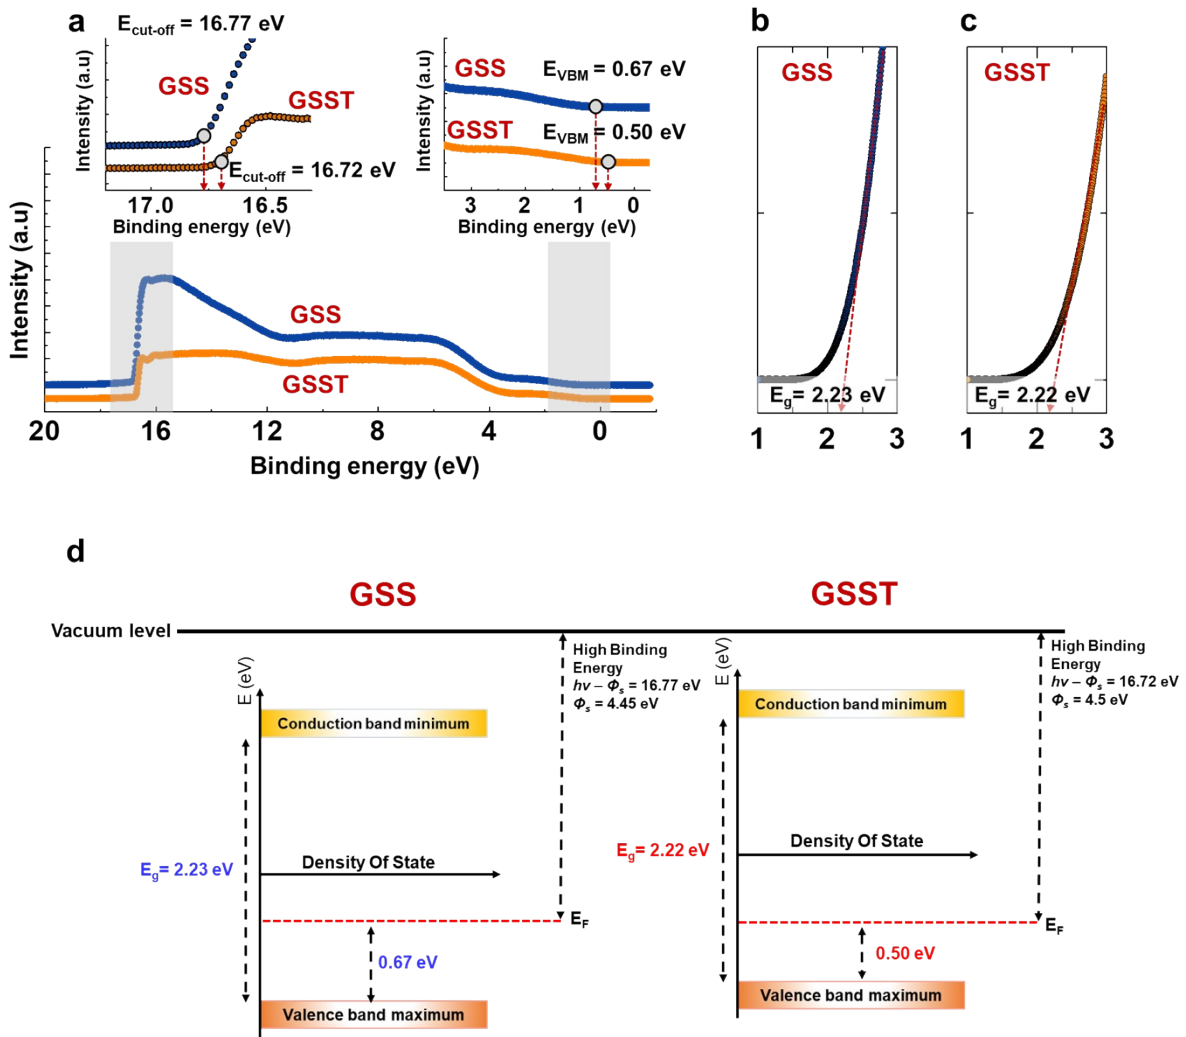 a
E_cut-off = 16.77 eV
GSS
GSST
E_cut-off = 16.72 eV
Intensity (a.u)
17.0 16.5
Binding energy (eV)
Intensity (a.u)
GSS
E_VBM = 0.67 eV
GSST
E_VBM = 0.50 eV
3 2 1 0
Binding energy (eV)
Intensity (a.u)
GSS
GSST
20 16 12 8 4 0
Binding energy (eV)
b
GSS
E_g= 2.23 eV
1 2 3
c
GSST
E_g= 2.22 eV
1 2 3
d
GSS
GSST
Vacuum level
E (eV)
High Binding
Energy
hν – Φ_s = 16.77 eV
Φ_s = 4.45 eV
Conduction band minimum
E_g= 2.23 eV
Density Of State
E_F
0.67 eV
Valence band maximum
E (eV)
High Binding
Energy
hν – Φ_s = 16.72 eV
Φ_s = 4.5 eV
Conduction band minimum
E_g= 2.22 eV
Density Of State
E_F
0.50 eV
Valence band maximum